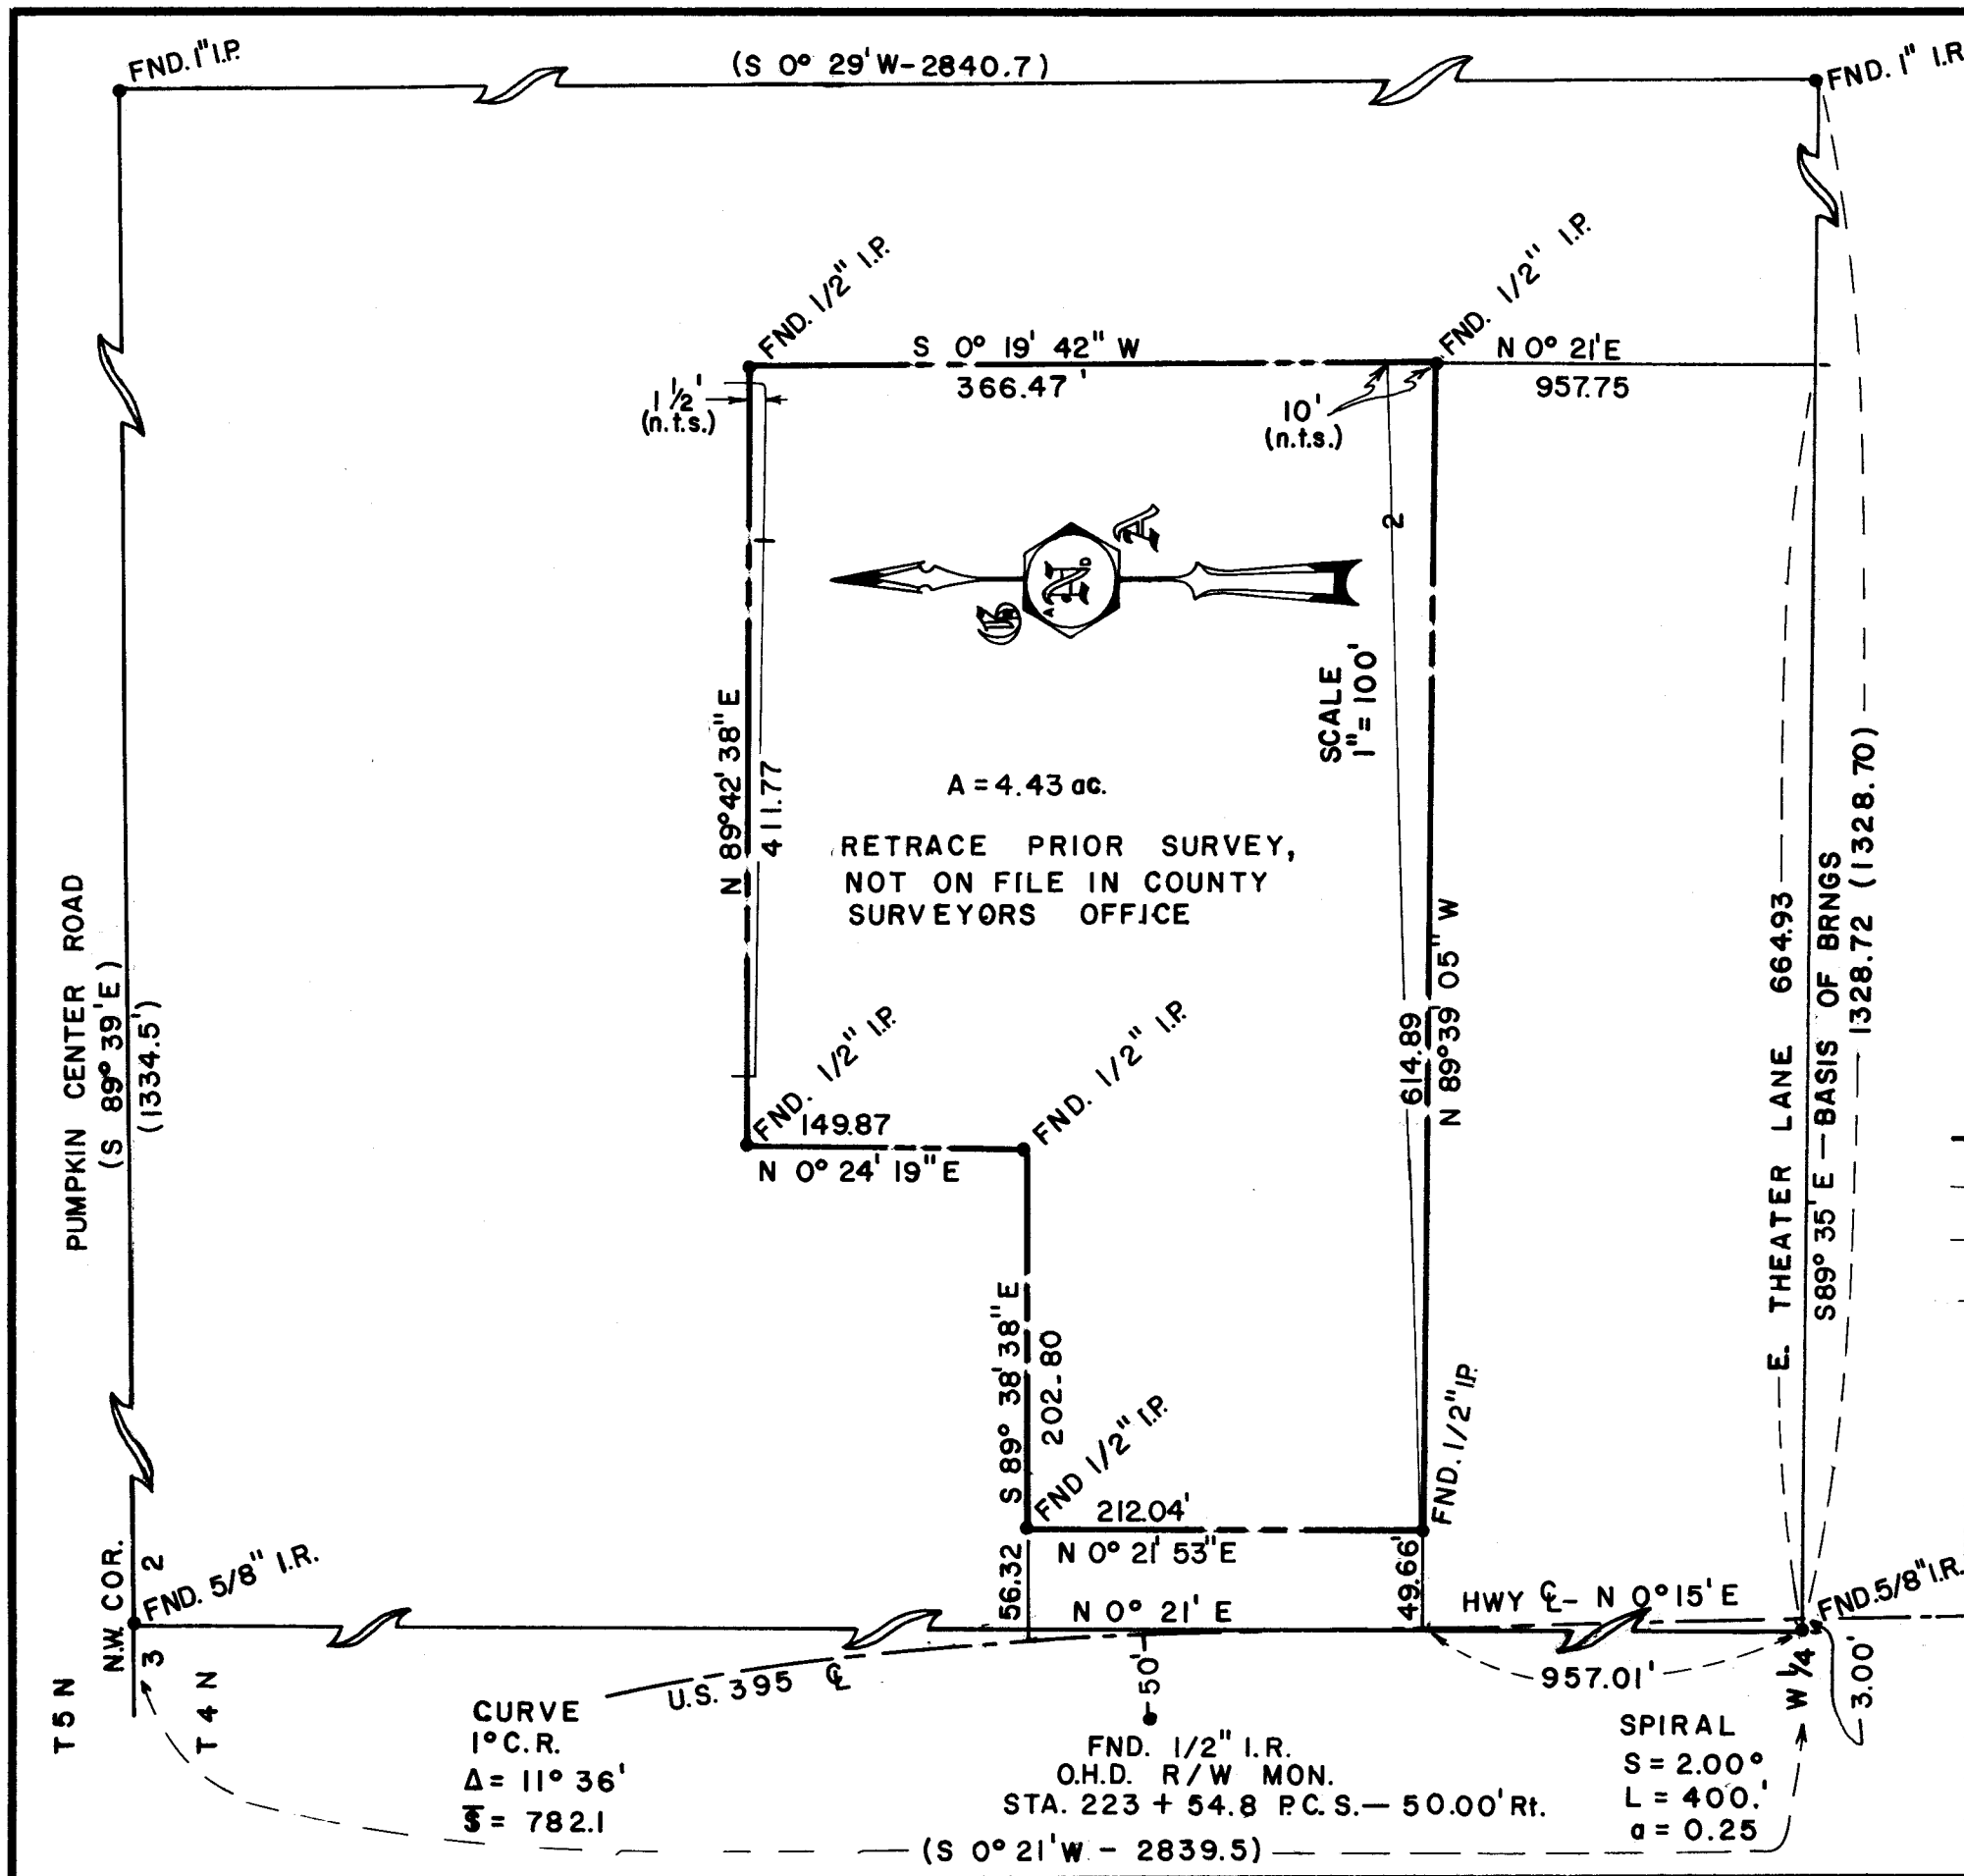 FND. 1" I.P.
(S 0° 29' W-2840.7)
FND. 1" I.R
FND. 1/2" I.P.
FND. 1/2" I.P.
S 0° 19' 42" W
366.47'
N 0° 21'E
957.75
1 1/2'
(n.t.s.)
10'
(n.t.s.)
2
1
N 89° 42' 38" E
411.77
SCALE
1"= 100'
A = 4.43 ac.
RETRACE PRIOR SURVEY,
NOT ON FILE IN COUNTY
SURVEYORS OFFICE
614.89
N 89°39' 05" W
PUMPKIN CENTER ROAD
(S 89° 39'E)
(1334.5')
E. THEATER LANE 664.93
S89° 35' E — BASIS OF BRNGS
1328.72 (1328.70)
FND. 1/2" I.P.
149.87
N 0° 24' 19" E
FND. 1/2" I.P.
S 89° 38' 38" E
202.80
FND 1/2" I.P.
212.04'
N 0° 21' 53"E
FND. 1/2" IP.
56.32
49.66'
N 0° 21' E
HWY ℄ - N 0° 15' E
FND. 5/8" I.R.
N.W. COR.
2
3
FND. 5/8" I.R.
T 5 N
T 4 N
U.S. 395 ℄
50'
957.01'
W 1/4
3.00'
CURVE
1° C.R.
Δ = 11° 36'
S̅ = 782.1
FND. 1/2" I.R.
O.H.D. R/W MON.
STA. 223 + 54.8 P.C.S.— 50.00' Rt.
SPIRAL
S = 2.00°
L = 400.'
a = 0.25
(S 0° 21' W - 2839.5)